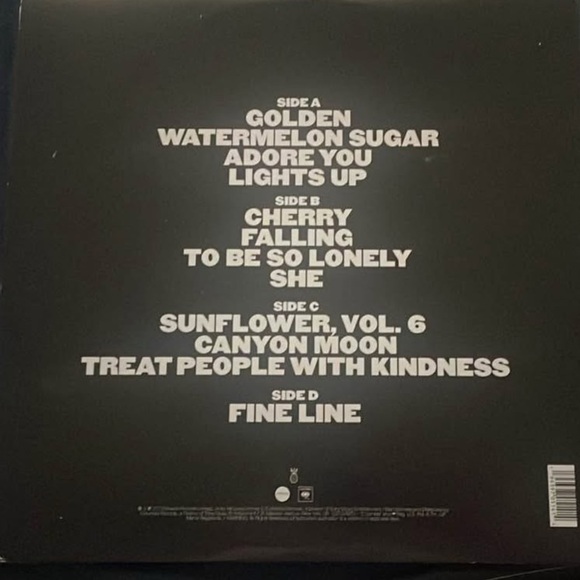 SIDE A
GOLDEN
WATERMELON SUGAR
ADORE YOU
LIGHTS UP
SIDE B
CHERRY
FALLING
TO BE SO LONELY
SHE
SIDE C
SUNFLOWER, VOL. 6
CANYON MOON
TREAT PEOPLE WITH KINDNESS
SIDE D
FINE LINE